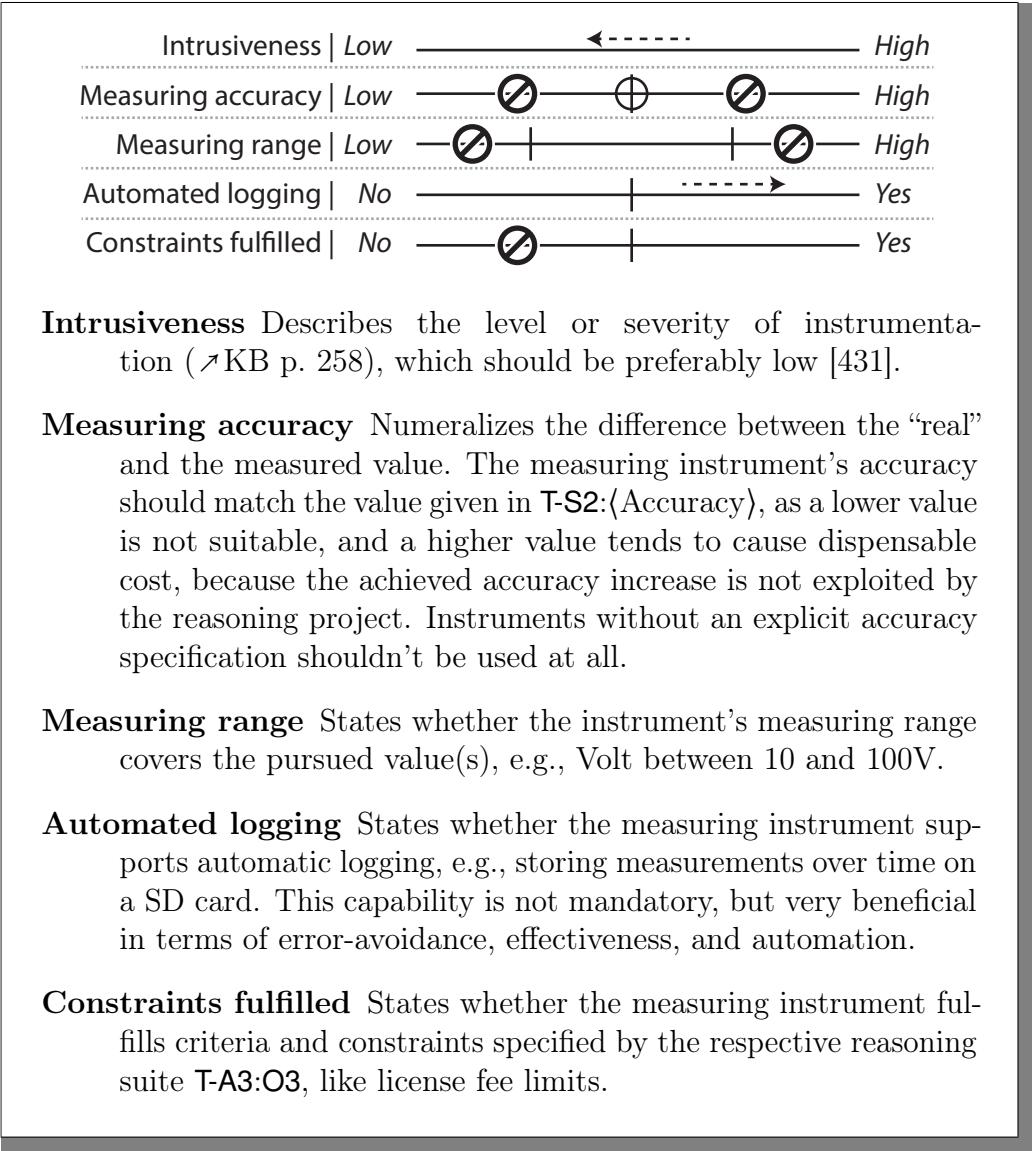 Intrusiveness | Low High
Measuring accuracy | Low High
Measuring range | Low High
Automated logging | No Yes
Constraints fulfilled | No Yes
Intrusiveness Describes the level or severity of instrumenta-
tion (↗KB p. 258), which should be preferably low [431].
Measuring accuracy Numeralizes the difference between the “real”
and the measured value. The measuring instrument's accuracy
should match the value given in T-S2:⟨Accuracy⟩, as a lower value
is not suitable, and a higher value tends to cause dispensable
cost, because the achieved accuracy increase is not exploited by
the reasoning project. Instruments without an explicit accuracy
specification shouldn't be used at all.
Measuring range States whether the instrument's measuring range
covers the pursued value(s), e.g., Volt between 10 and 100V.
Automated logging States whether the measuring instrument sup-
ports automatic logging, e.g., storing measurements over time on
a SD card. This capability is not mandatory, but very beneficial
in terms of error-avoidance, effectiveness, and automation.
Constraints fulfilled States whether the measuring instrument ful-
fills criteria and constraints specified by the respective reasoning
suite T-A3:O3, like license fee limits.